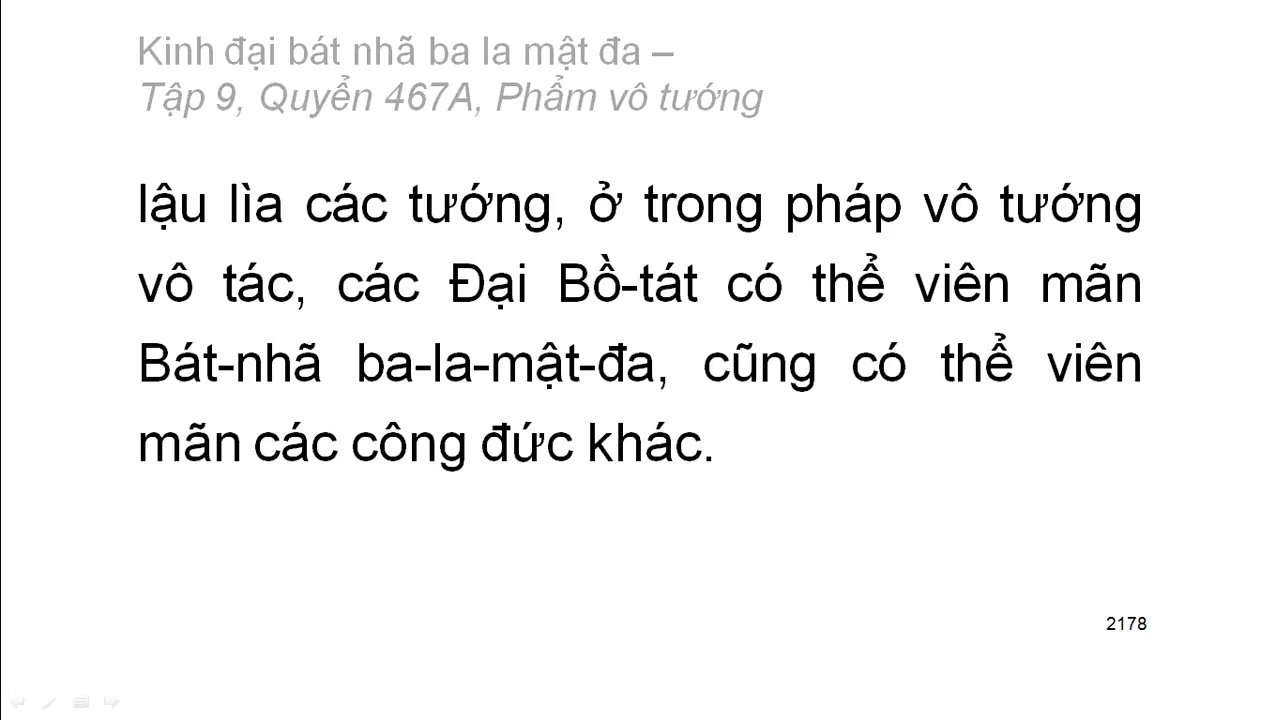 Kinh đại bát nhã ba la mật đa –
Tập 9, Quyển 467A, Phẩm vô tướng
lậu lìa các tướng, ở trong pháp vô tướng
vô tác, các Đại Bồ-tát có thể viên mãn
Bát-nhã ba-la-mật-đa, cũng có thể viên
mãn các công đức khác.
2178